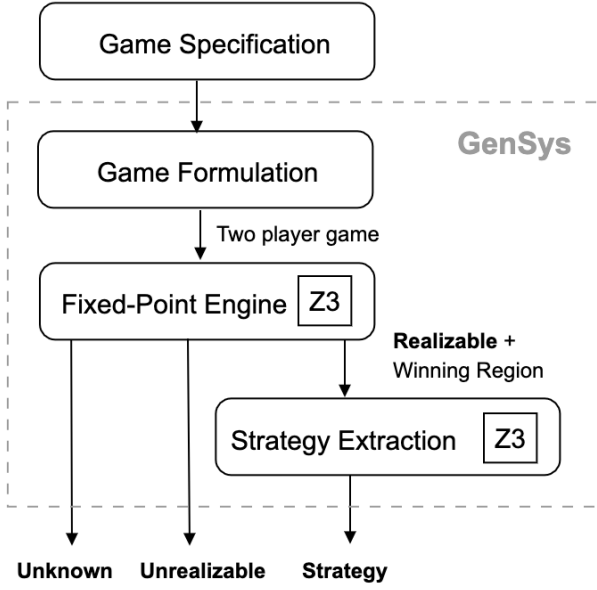 Game Specification
GenSys
Game Formulation
Two player game
Fixed-Point Engine Z3
Realizable +
Winning Region
Strategy Extraction Z3
Unknown Unrealizable Strategy